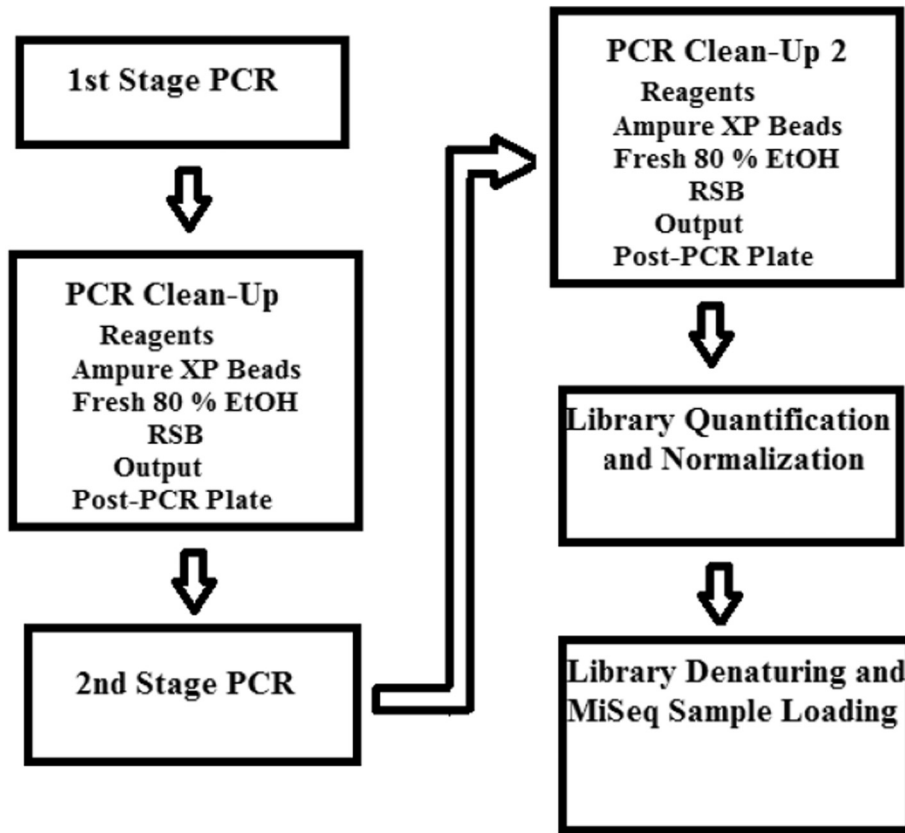 1st Stage PCR
PCR Clean-Up
Reagents
Ampure XP Beads
Fresh 80 % EtOH
RSB
Output
Post-PCR Plate
2nd Stage PCR
PCR Clean-Up 2
Reagents
Ampure XP Beads
Fresh 80 % EtOH
RSB
Output
Post-PCR Plate
Library Quantification
and Normalization
Library Denaturing and
MiSeq Sample Loading